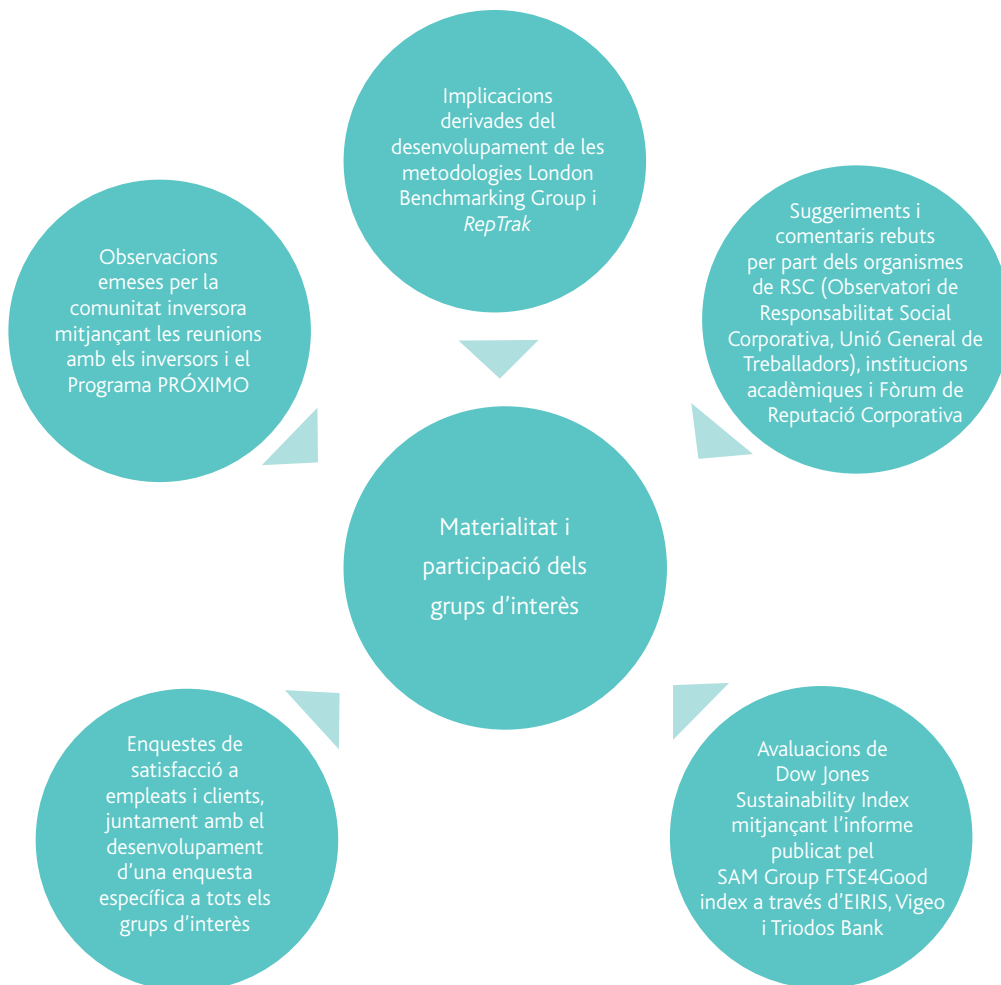 Implicacions
derivades del
desenvolupament de les
metodologies London
Benchmarking Group i
RepTrak
Observacions
emeses per la
comunitat inversora
mitjançant les reunions
amb els inversors i el
Programa PRÓXIMO
Suggeriments i
comentaris rebuts
per part dels organismes
de RSC (Observatori de
Responsabilitat Social
Corporativa, Unió General de
Treballadors), institucions
acadèmiques i Fòrum de
Reputació Corporativa
Materialitat i
participació dels
grups d’interès
Enquestes de
satisfacció a
empleats i clients,
juntament amb el
desenvolupament
d’una enquesta
específica a tots els
grups d’interès
Avaluacions de
Dow Jones
Sustainability Index
mitjançant l’informe
publicat pel
SAM Group FTSE4Good
index a través d’EIRIS, Vigeo
i Triodos Bank